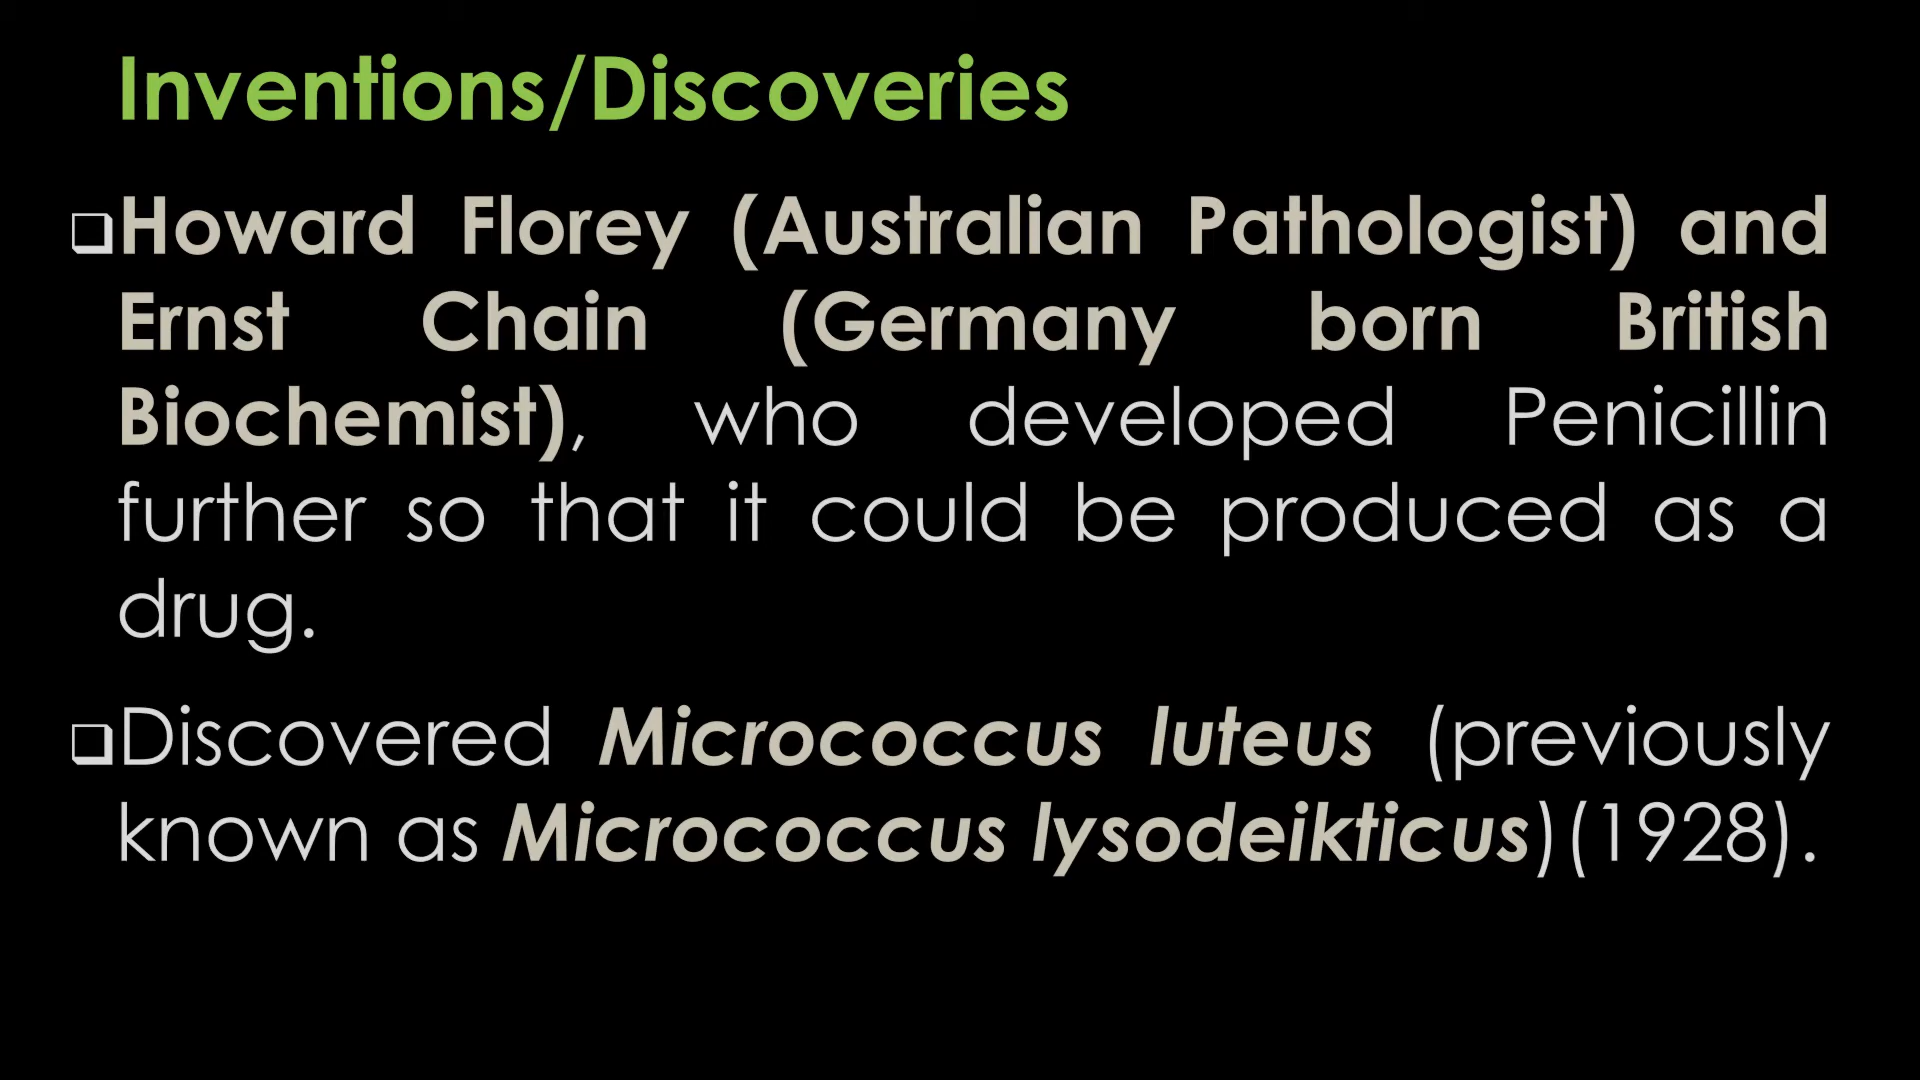 Inventions/Discoveries
❑Howard Florey (Australian Pathologist) and
Ernst Chain (Germany born British
Biochemist), who developed Penicillin
further so that it could be produced as a
drug.
❑Discovered Micrococcus luteus (previously
known as Micrococcus lysodeikticus)(1928).